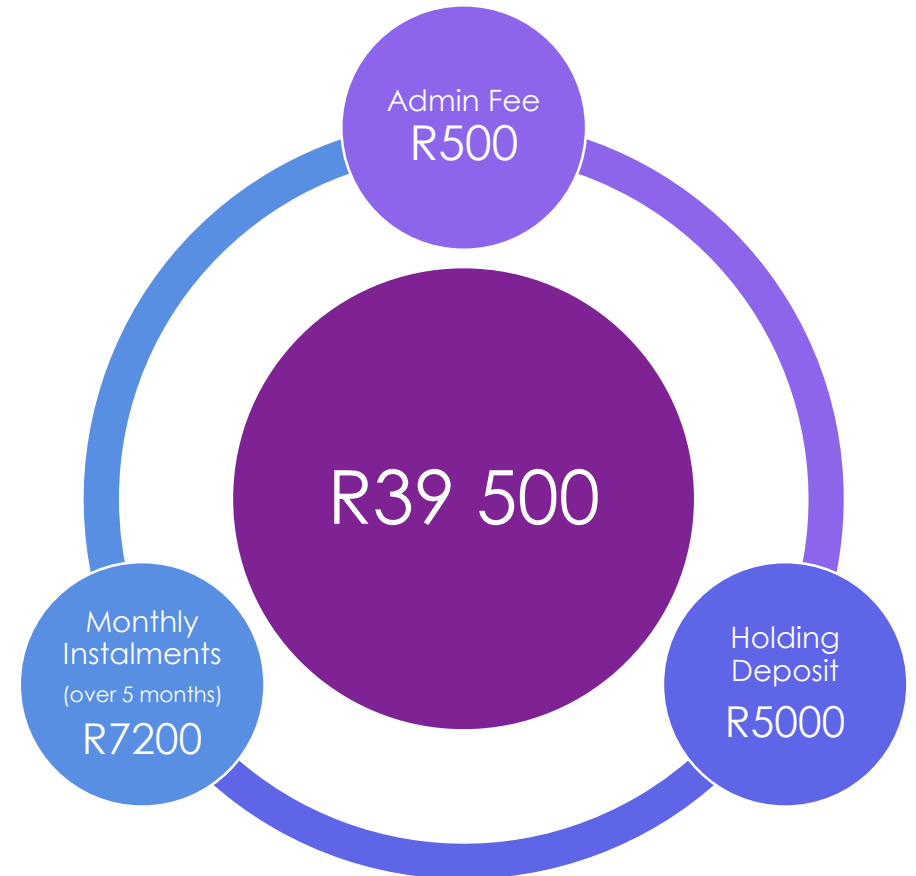 Admin Fee
R500
R39 500
Monthly
Instalments
(over 5 months)
R7200
Holding
Deposit
R5000